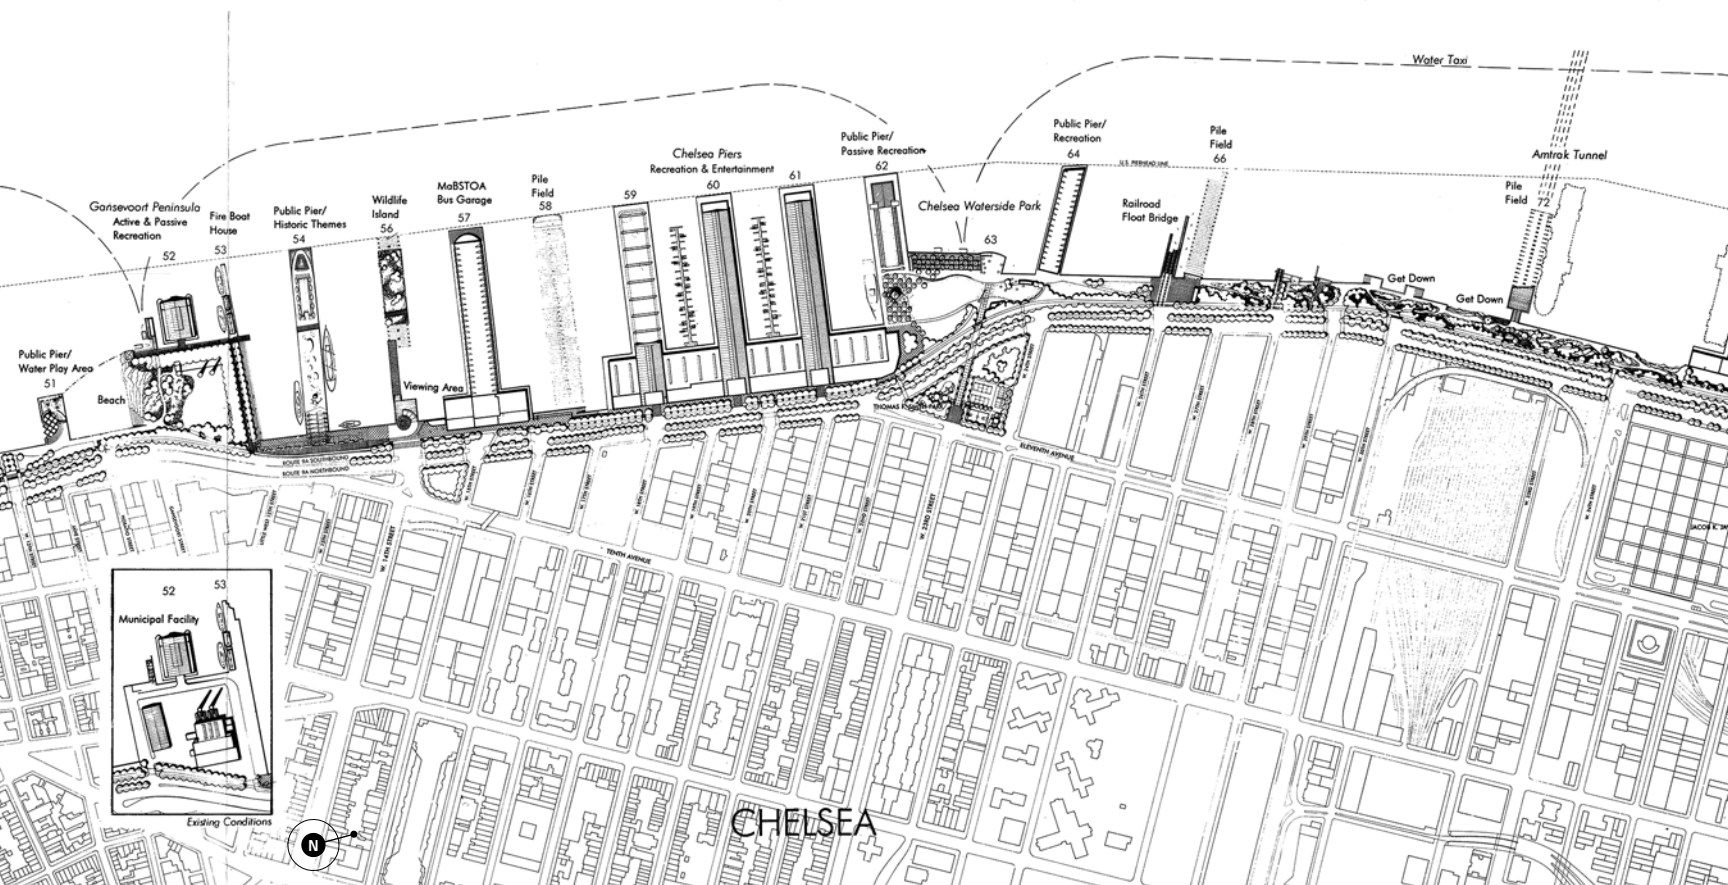 Water Taxi
Public Pier/
Recreation
64
Pile
Field
66
U.S. PIERHEAD LINE
Amtrak Tunnel
Pile
Field 72
Public Pier/
Passive Recreation
62
Chelsea Piers
Recreation & Entertainment
59
60
61
Pile
Field
58
MaBSTOA
Bus Garage
57
Wildlife
Island
56
Public Pier/
Historic Themes
54
Fire Boat
House
53
Gansevoort Peninsula
Active & Passive
Recreation
52
Chelsea Waterside Park
63
Railroad
Float Bridge
Get Down
Get Down
Public Pier/
Water Play Area
51
Beach
Viewing Area
ROUTE 9A SOUTHBOUND
ROUTE 9A NORTHBOUND
ELEVENTH AVENUE
TENTH AVENUE
W. 14TH STREET
W. 23RD STREET
52
53
Municipal Facility
Existing Conditions
N
CHELSEA